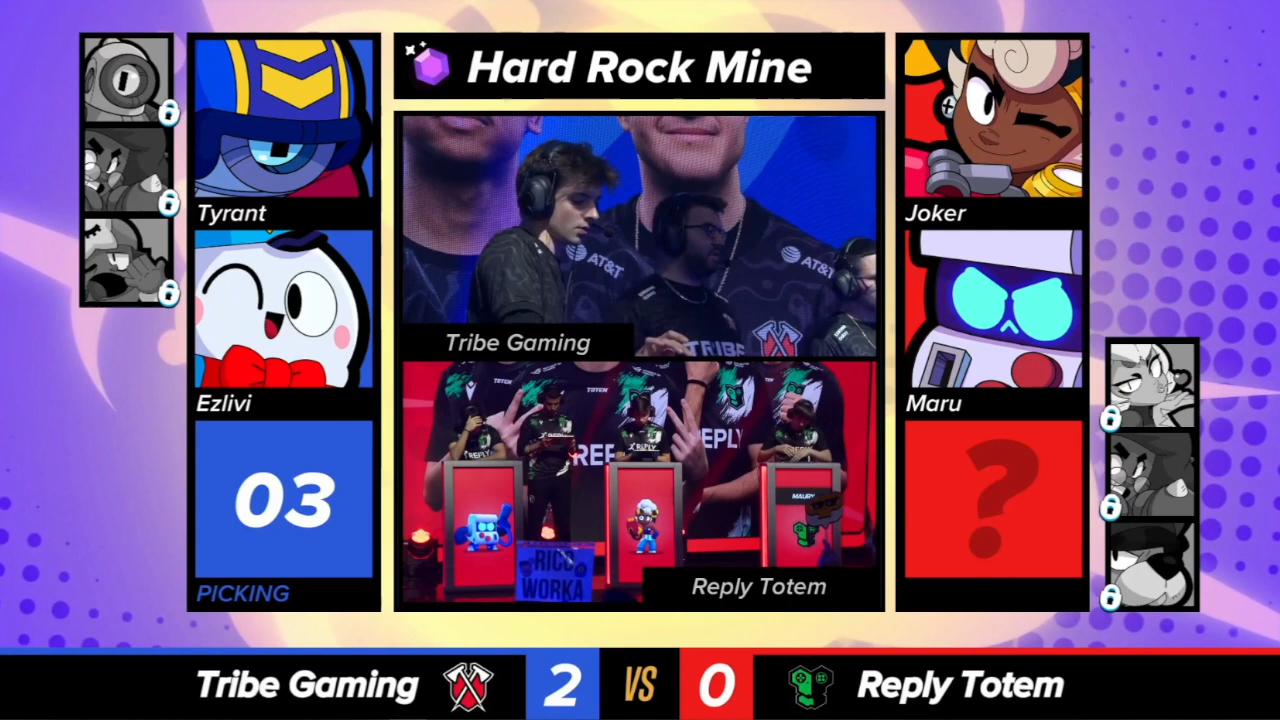 Hard Rock Mine
Tyrant
Joker
AT&T
AT&T
TRIBE
Tribe Gaming
Ezlivi
Maru
TOTEM
REPLY
REPLY
REPLY
03
?
MAURY
RICO
WORKA
PICKING
Reply Totem
Tribe Gaming
2
VS
0
Reply Totem